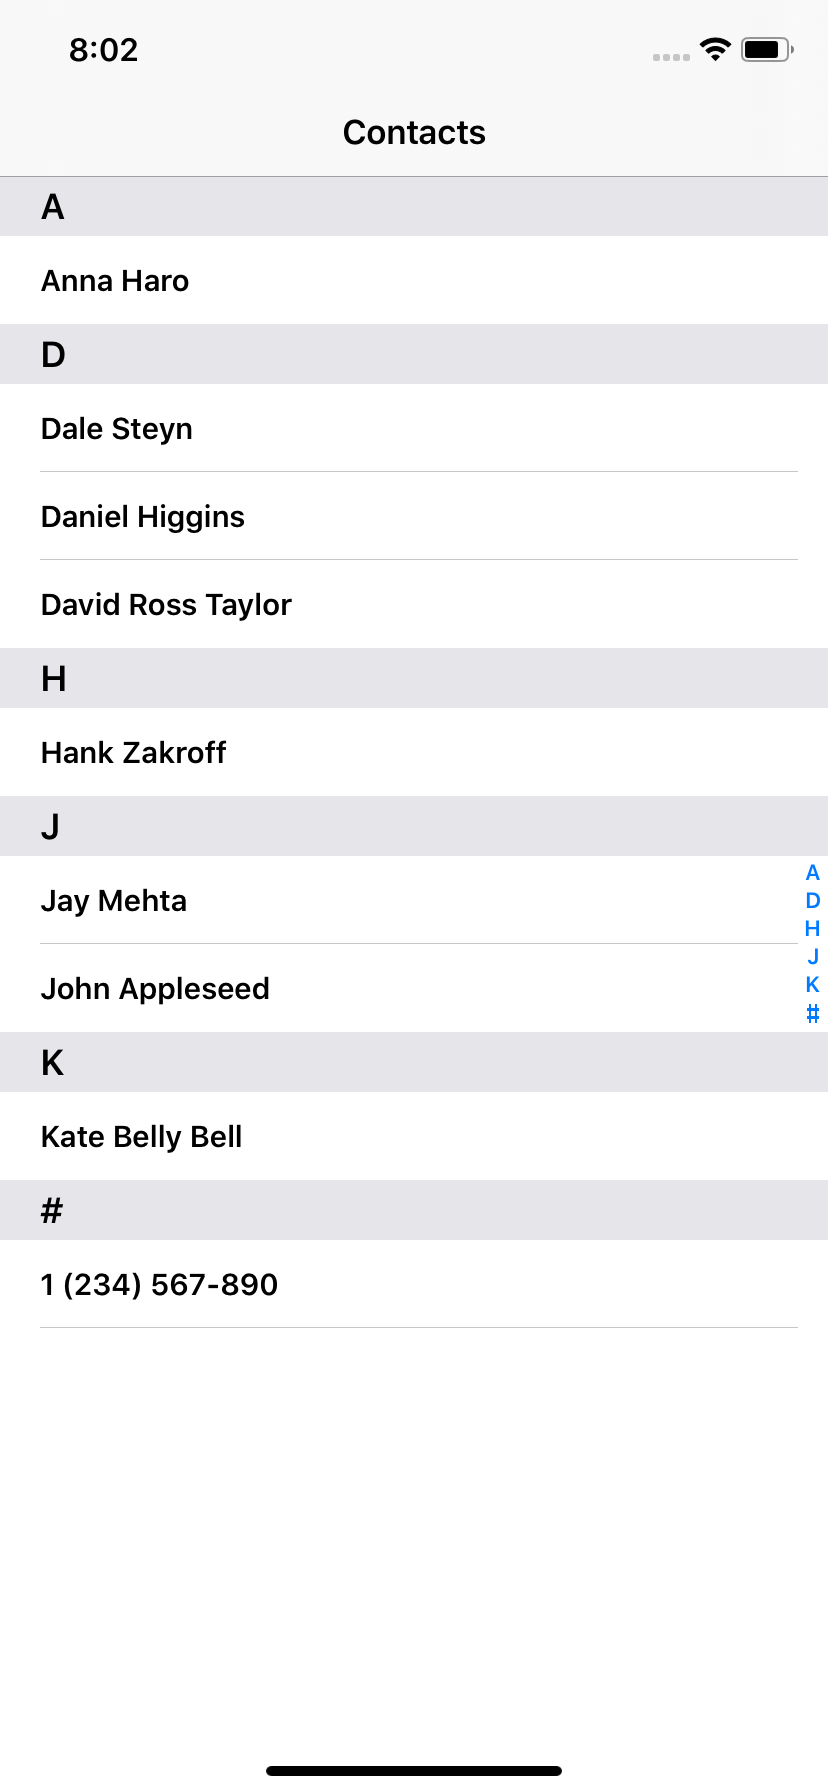 8:02
Contacts
A
Anna Haro
D
Dale Steyn
Daniel Higgins
David Ross Taylor
H
Hank Zakroff
J
Jay Mehta
John Appleseed
K
Kate Belly Bell
#
1 (234) 567-890
A
D
H
J
K
#